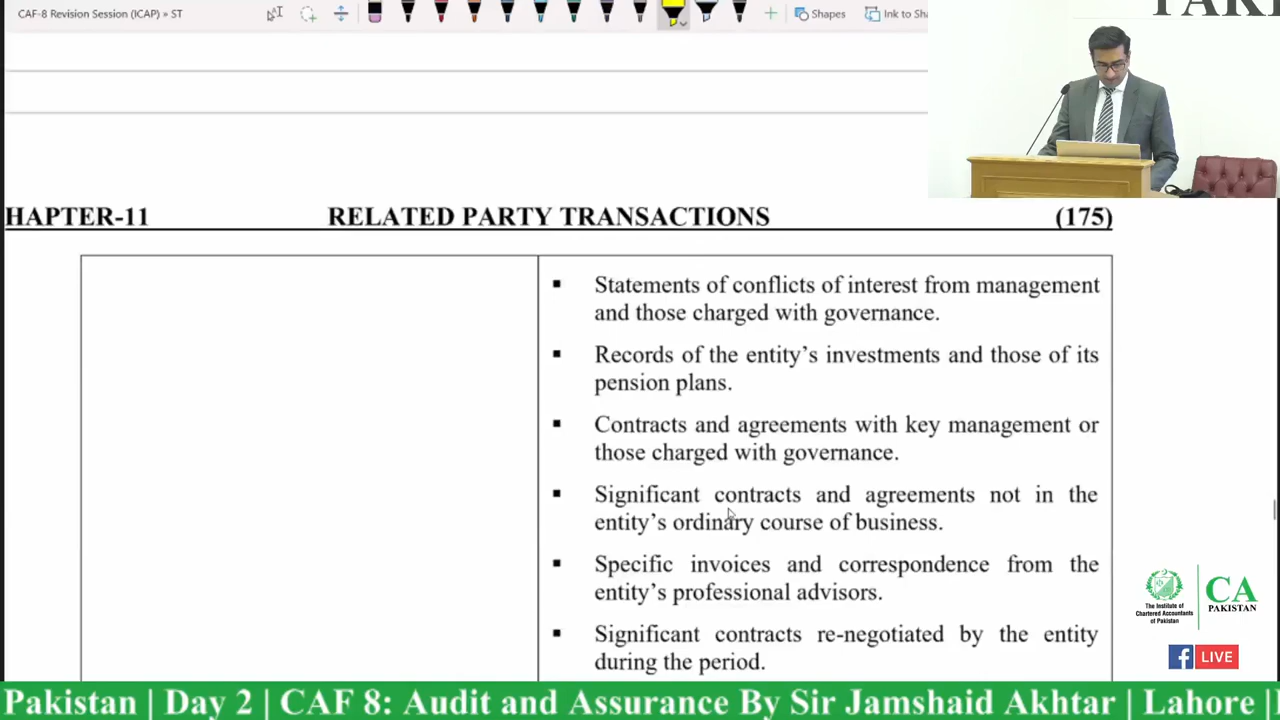 CAF-8 Revision Session (ICAP) » ST
Shapes
Ink to Sha
HAPTER-11 RELATED PARTY TRANSACTIONS (175)
▪ Statements of conflicts of interest from management
and those charged with governance.
▪ Records of the entity's investments and those of its
pension plans.
▪ Contracts and agreements with key management or
those charged with governance.
▪ Significant contracts and agreements not in the
entity's ordinary course of business.
▪ Specific invoices and correspondence from the
entity's professional advisors.
▪ Significant contracts re-negotiated by the entity
during the period.
The Institute of
Chartered Accountants
of Pakistan
CA
PAKISTAN
f LIVE
Pakistan | Day 2 | CAF 8: Audit and Assurance By Sir Jamshaid Akhtar | Lahore |